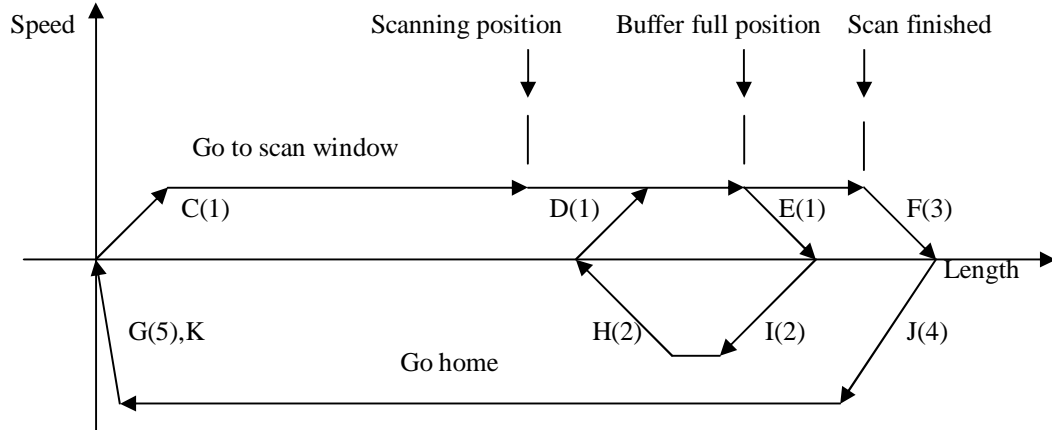 Speed
Scanning position
Buffer full position
Scan finished
Go to scan window
C(1)
D(1)
E(1)
F(3)
Length
G(5),K
H(2)
I(2)
J(4)
Go home